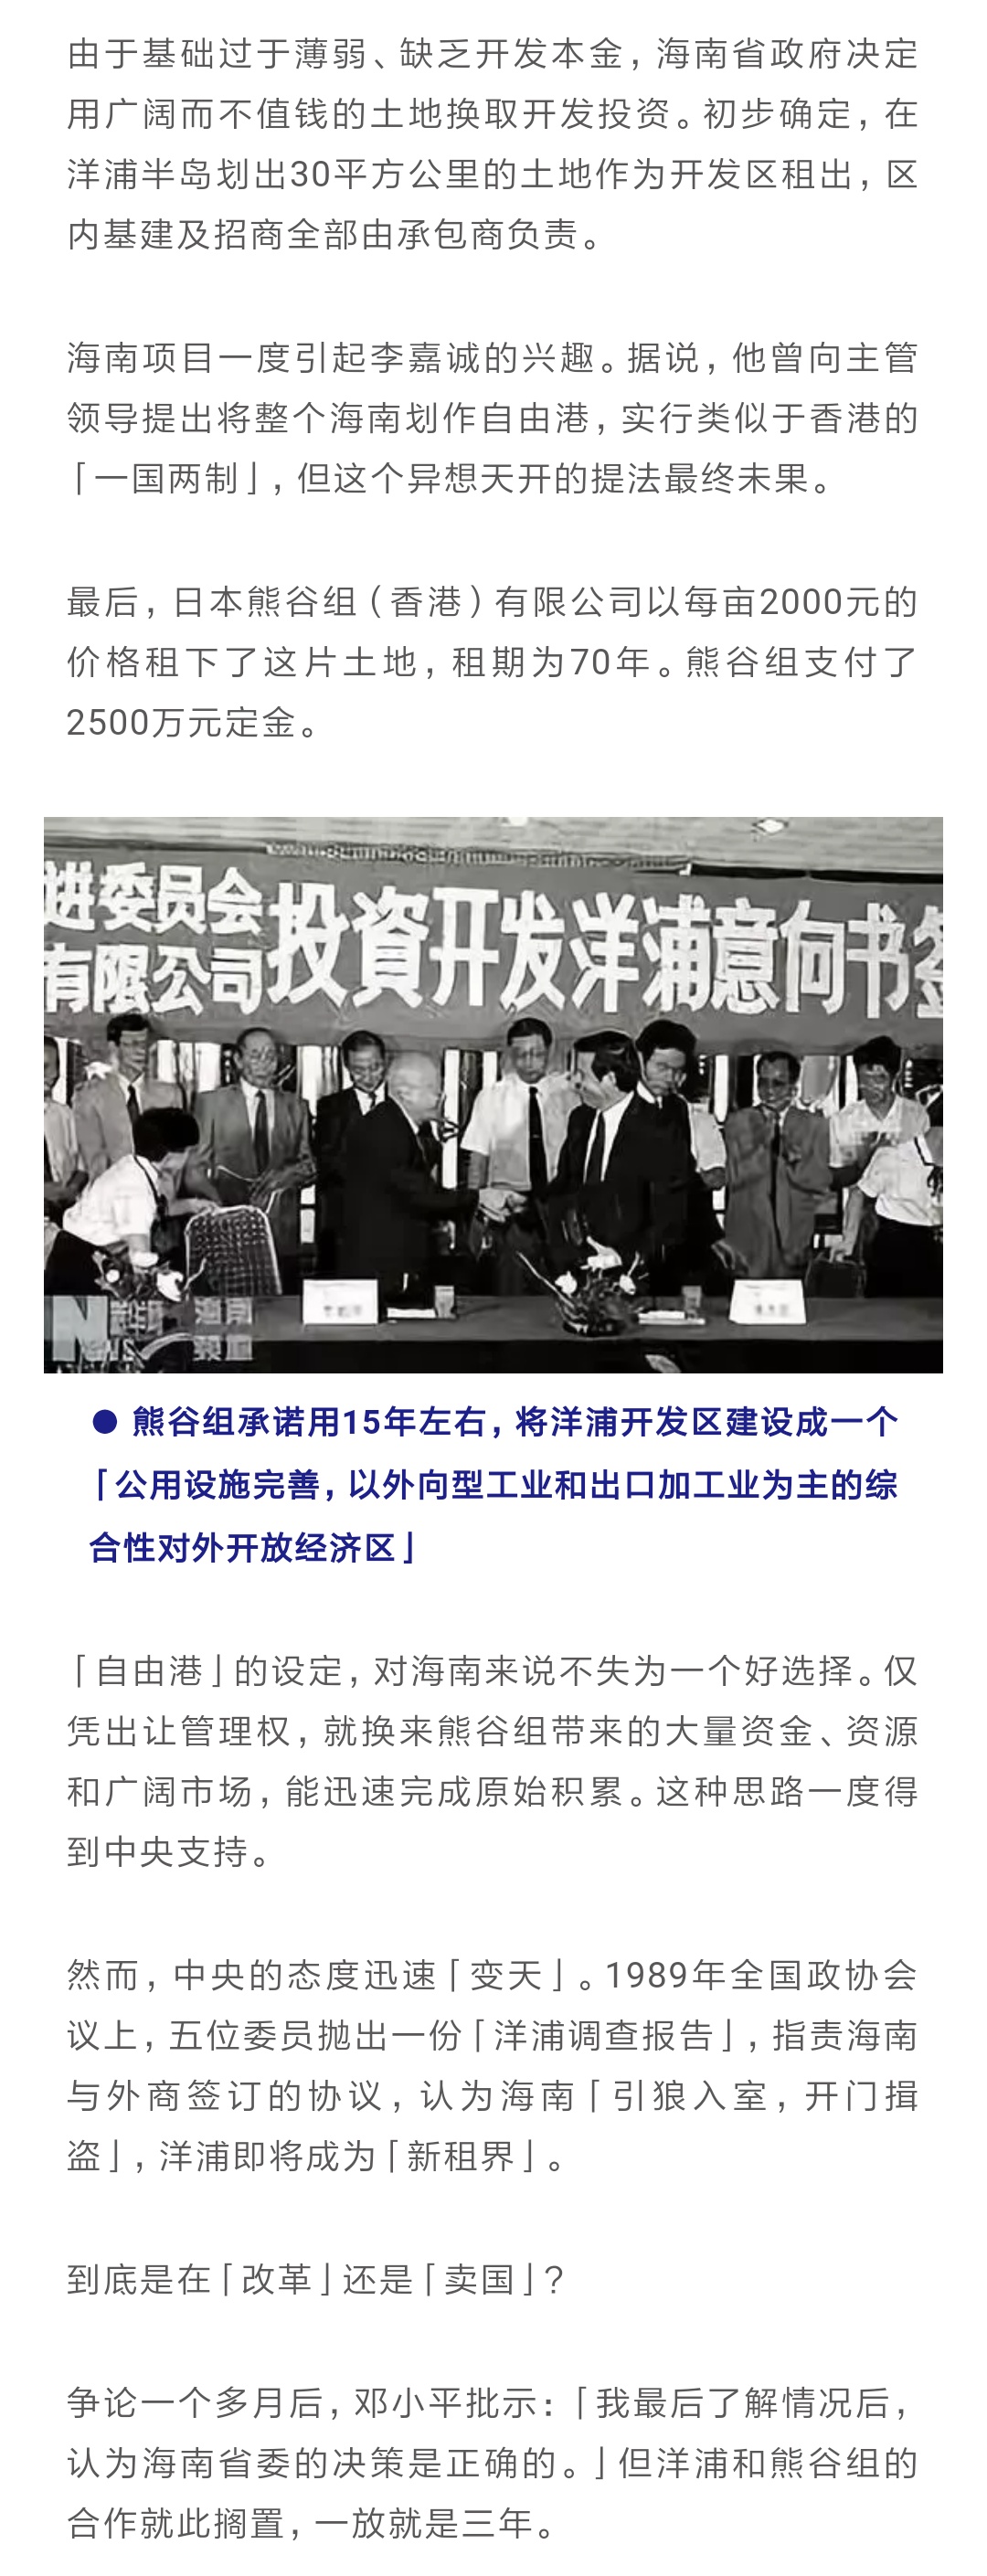 由于基础过于薄弱、缺乏开发本金，海南省政府决定
用广阔而不值钱的土地换取开发投资。初步确定，在
洋浦半岛划出30平方公里的土地作为开发区租出，区
内基建及招商全部由承包商负责。
海南项目一度引起李嘉诚的兴趣。据说，他曾向主管
领导提出将整个海南划作自由港，实行类似于香港的
「一国两制」，但这个异想天开的提法最终未果。
最后，日本熊谷组（香港）有限公司以每亩2000元的
价格租下了这片土地，租期为70年。熊谷组支付了
2500万元定金。
进委员会
有限公司
投資开发洋浦意向书签
海南
● 熊谷组承诺用15年左右，将洋浦开发区建设成一个
「公用设施完善，以外向型工业和出口加工业为主的综
合性对外开放经济区」
「自由港」的设定，对海南来说不失为一个好选择。仅
凭出让管理权，就换来熊谷组带来的大量资金、资源
和广阔市场，能迅速完成原始积累。这种思路一度得
到中央支持。
然而，中央的态度迅速「变天」。1989年全国政协会
议上，五位委员抛出一份「洋浦调查报告」，指责海南
与外商签订的协议，认为海南「引狼入室，开门揖
盗」，洋浦即将成为「新租界」。
到底是在「改革」还是「卖国」？
争论一个多月后，邓小平批示：「我最后了解情况后，
认为海南省委的决策是正确的。」但洋浦和熊谷组的
合作就此搁置，一放就是三年。